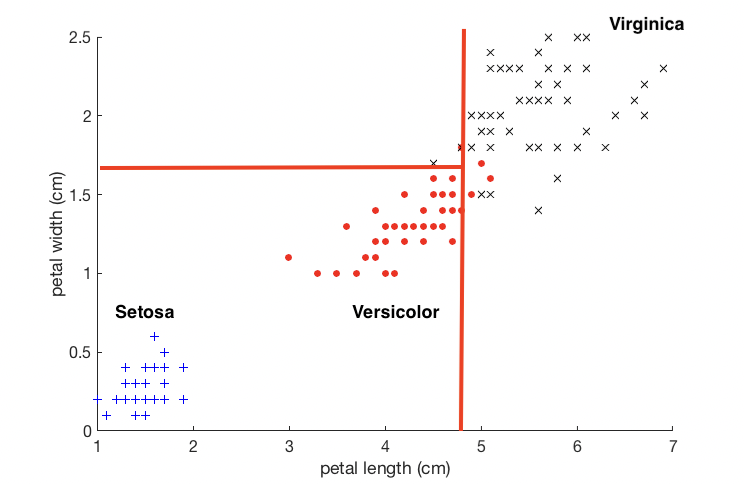 Virginica
2.5
2
1.5
1
0.5
0
petal width (cm)
Setosa
Versicolor
1 2 3 4 5 6 7
petal length (cm)